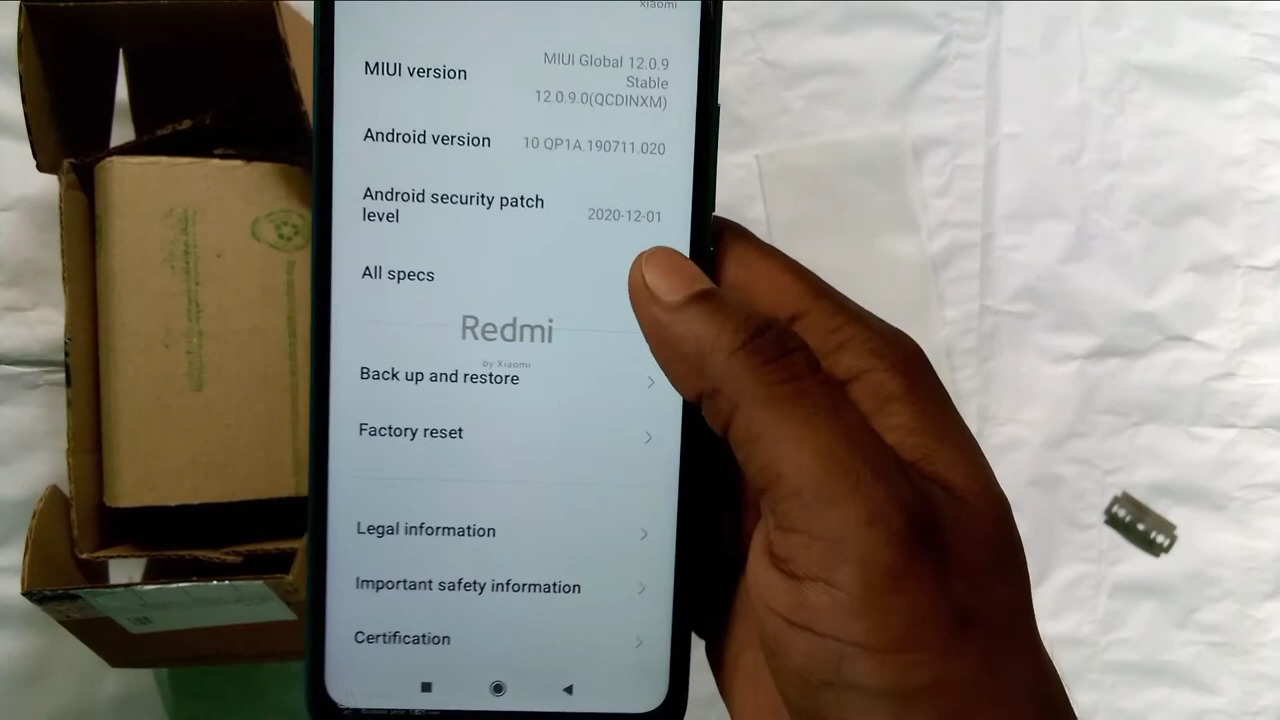 Xiaomi
MIUI version
MIUI Global 12.0.9
Stable
12.0.9.0(QCDINXM)
Android version
10 QP1A.190711.020
Android security patch
level
2020-12-01
All specs
Redmi
by Xiaomi
Back up and restore
Factory reset
Legal information
Important safety information
Certification